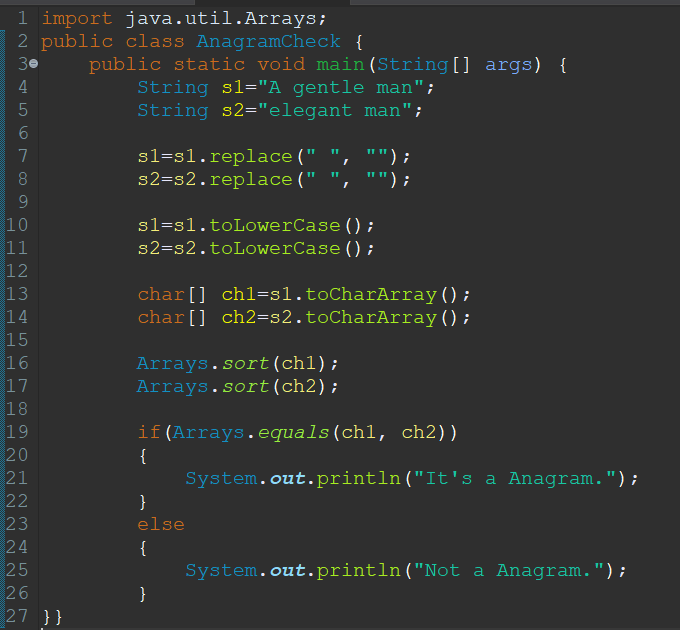 1 import java.util.Arrays;
2 public class AnagramCheck {
3 public static void main(String[] args) {
4 String s1="A gentle man";
5 String s2="elegant man";
6
7 s1=s1.replace(" ", "");
8 s2=s2.replace(" ", "");
9
10 s1=s1.toLowerCase();
11 s2=s2.toLowerCase();
12
13 char[] ch1=s1.toCharArray();
14 char[] ch2=s2.toCharArray();
15
16 Arrays.sort(ch1);
17 Arrays.sort(ch2);
18
19 if(Arrays.equals(ch1, ch2))
20 {
21 System.out.println("It's a Anagram.");
22 }
23 else
24 {
25 System.out.println("Not a Anagram.");
26 }
27 }}